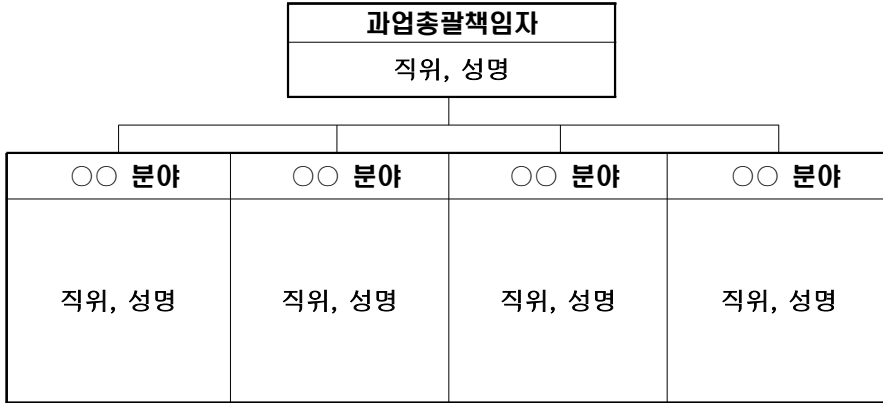 과업총괄책임자
직위, 성명
○○ 분야 ○○ 분야 ○○ 분야 ○○ 분야
직위, 성명 직위, 성명 직위, 성명 직위, 성명